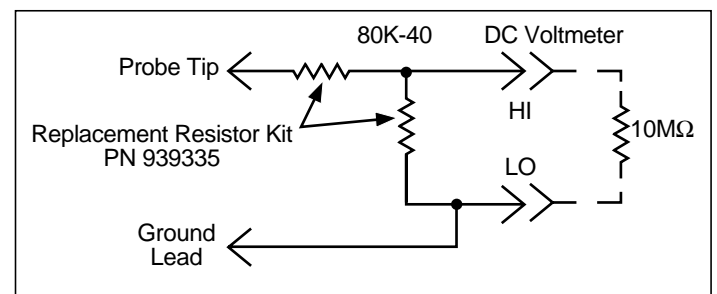 80K-40
DC Voltmeter
Probe Tip
HI
10MΩ
Replacement Resistor Kit
PN 939335
LO
Ground
Lead